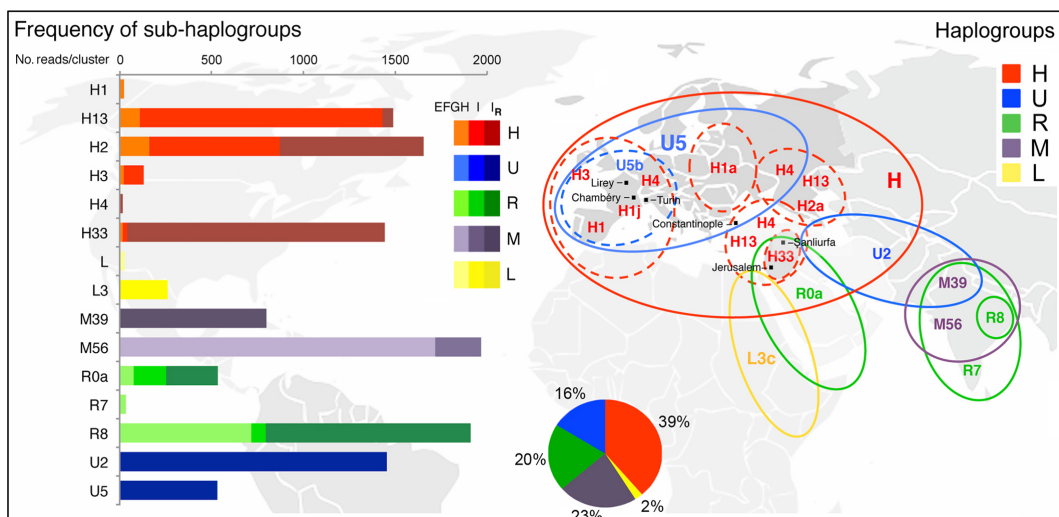 Frequency of sub-haplogroups
No. reads/cluster 0 500 1000 1500 2000
H1
H13
H2
H3
H4
H33
L
L3
M39
M56
R0a
R7
R8
U2
U5
EFGH I IR
H
U
R
M
L
Haplogroups
H
U
R
M
L
U5
U5b
H3
H4
Lirey
Chambéry
Turin
H1j
H1
H1a
H4
H13
H2a
H
Constantinople
H4
H13
Şanliurfa
H33
Jerusalem
U2
R0a
L3c
M39
M56
R8
R7
16%
39%
20%
2%
23%